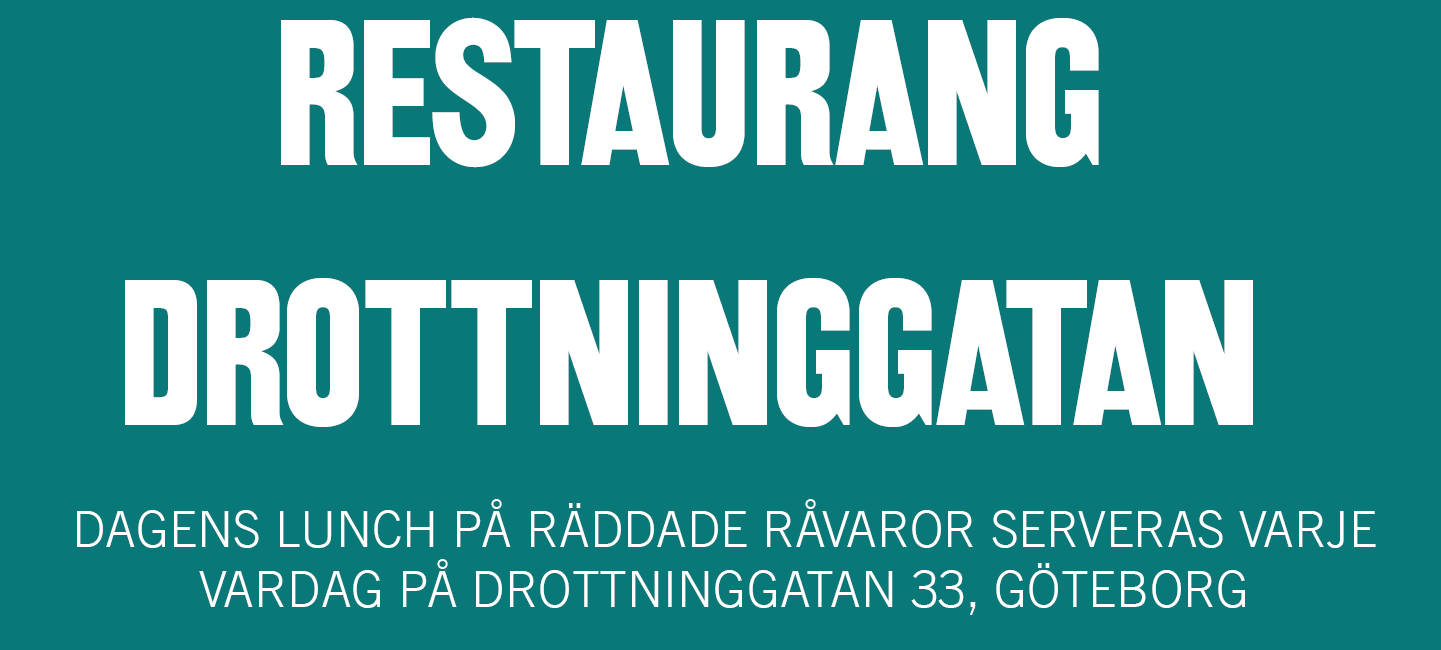 RESTAURANG
DROTTNINGGATAN
DAGENS LUNCH PÅ RÄDDADE RÅVAROR SERVERAS VARJE
VARDAG PÅ DROTTNINGGATAN 33, GÖTEBORG